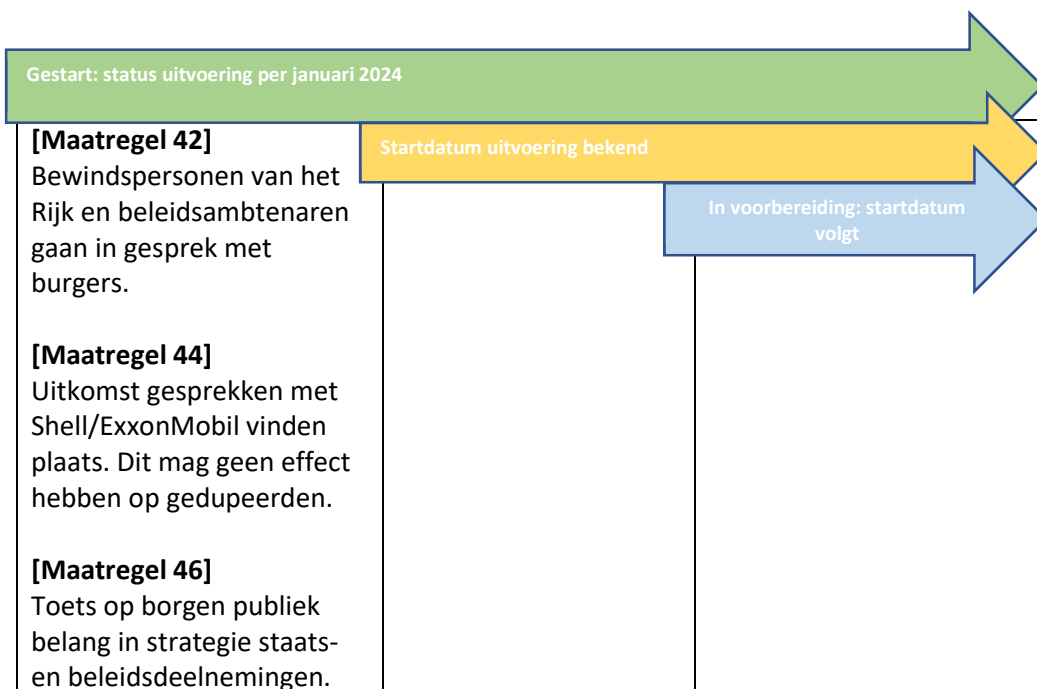 Gestart: status uitvoering per januari 2024
Startdatum uitvoering bekend
In voorbereiding: startdatum
volgt
[Maatregel 42]
Bewindspersonen van het
Rijk en beleidsambtenaren
gaan in gesprek met
burgers.
[Maatregel 44]
Uitkomst gesprekken met
Shell/ExxonMobil vinden
plaats. Dit mag geen effect
hebben op gedupeerden.
[Maatregel 46]
Toets op borgen publiek
belang in strategie staats-
en beleidsdeelnemingen.